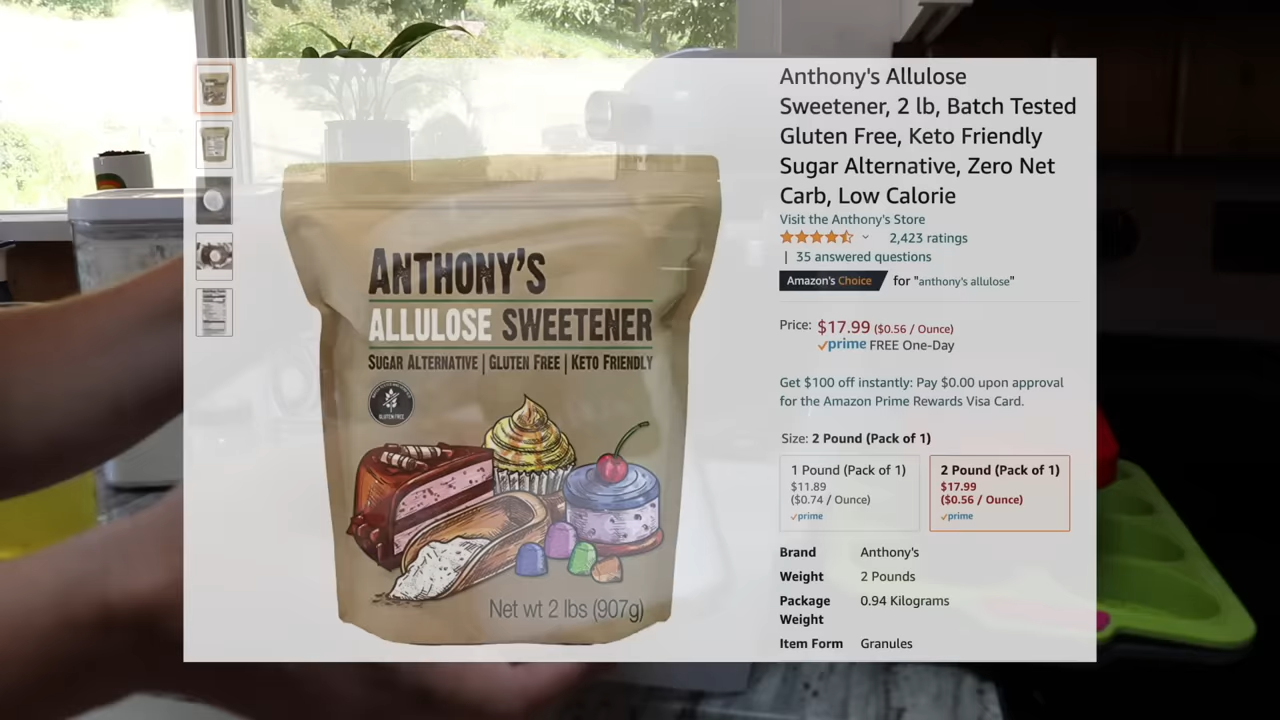 ANTHONY'S
ALLULOSE SWEETENER
SUGAR ALTERNATIVE | GLUTEN FREE | KETO FRIENDLY
GLUTEN FREE
Net wt 2 lbs (907g)
Anthony's Allulose
Sweetener, 2 lb, Batch Tested
Gluten Free, Keto Friendly
Sugar Alternative, Zero Net
Carb, Low Calorie
Visit the Anthony's Store
2,423 ratings
| 35 answered questions
Amazon's Choice for "anthony's allulose"
Price: $17.99 ($0.56 / Ounce)
prime FREE One-Day
Get $100 off instantly: Pay $0.00 upon approval
for the Amazon Prime Rewards Visa Card.
Size: 2 Pound (Pack of 1)
1 Pound (Pack of 1)
$11.89
($0.74 / Ounce)
prime
2 Pound (Pack of 1)
$17.99
($0.56 / Ounce)
prime
Brand Anthony's
Weight 2 Pounds
Package Weight 0.94 Kilograms
Item Form Granules